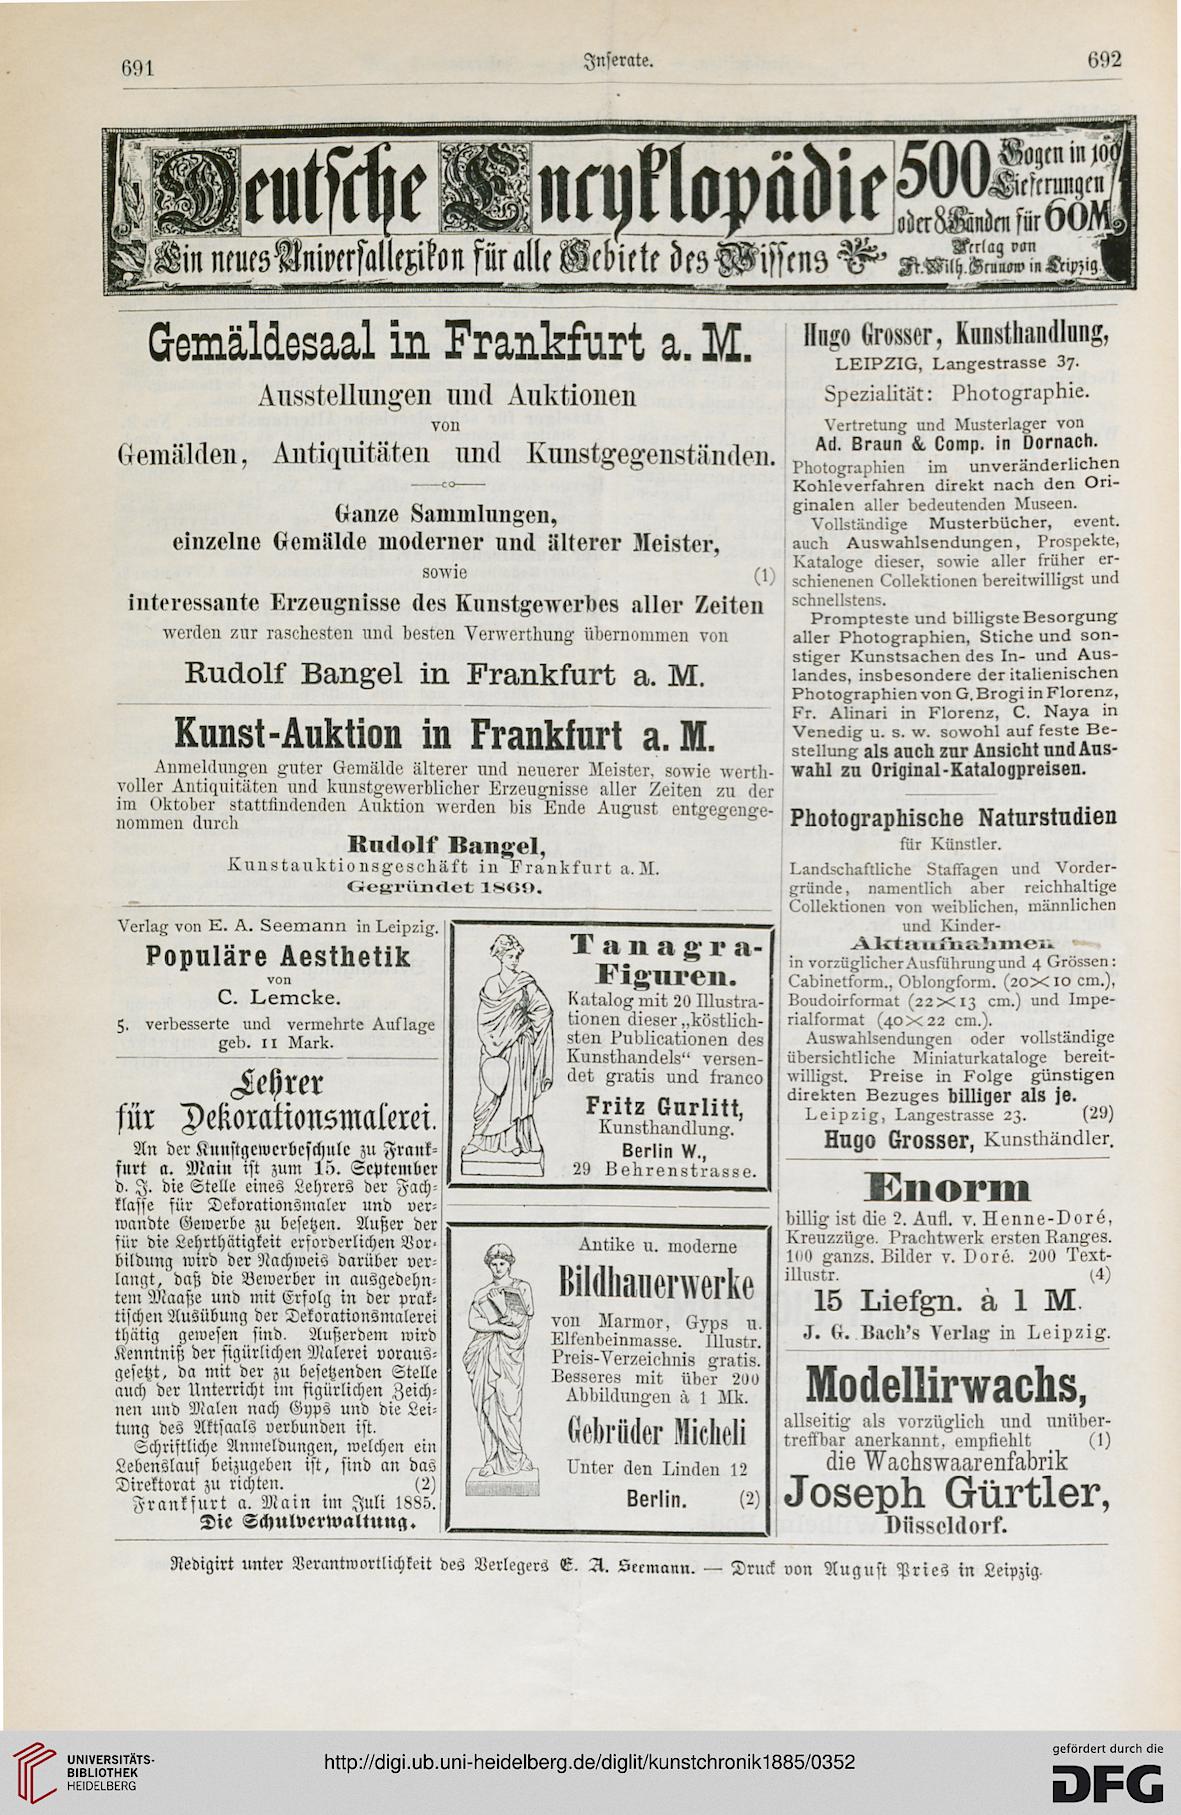 691
Inserate.
692
Deutsche Encyklopädie
500 Bogen in 100
Lieferungen
oder 8 Bänden für 60 M.
Ein neues Universallexikon für alle Gebiete des Wissens
Verlag von
Fr. Wilh. Grunow in Leipzig.
Gemäldesaal in Frankfurt a. M.
Ausstellungen und Auktionen
von
Gemälden, Antiquitäten und Kunstgegenständen.
Ganze Sammlungen,
einzelne Gemälde moderner und älterer Meister,
sowie (1)
interessante Erzeugnisse des Kunstgewerbes aller Zeiten
werden zur raschesten und besten Verwerthung übernommen von
Rudolf Bangel in Frankfurt a. M.
Kunst-Auktion in Frankfurt a. M.
Anmeldungen guter Gemälde älterer und neuerer Meister, sowie werth-
voller Antiquitäten und kunstgewerblicher Erzeugnisse aller Zeiten zu der
im Oktober stattfindenden Auktion werden bis Ende August entgegenge-
nommen durch
Rudolf Bangel,
Kunstauktionsgeschäft in Frankfurt a. M.
Gegründet 1869.
Verlag von E. A. Seemann in Leipzig.
Populäre Aesthetik
von
C. Lemcke.
5. verbesserte und vermehrte Auflage
geb. 11 Mark.
Lehrer
für Dekorationsmalerei.
An der Kunstgewerbeschule zu Frank-
furt a. Main ist zum 15. September
d. J. die Stelle eines Lehrers der Fach-
klasse für Dekorationsmaler und ver-
wandte Gewerbe zu besetzen. Außer der
für die Lehrthätigkeit erforderlichen Vor-
bildung wird der Nachweis darüber ver-
langt, daß die Bewerber in ausgedehn-
tem Maaße und mit Erfolg in der prak-
tischen Ausübung der Dekorationsmalerei
thätig gewesen sind. Außerdem wird
Kenntniß der figürlichen Malerei voraus-
gesetzt, da mit der zu besetzenden Stelle
auch der Unterricht im figürlichen Zeich-
nen und Malen nach Gyps und die Lei-
tung des Aktsaals verbunden ist.
Schriftliche Anmeldungen, welchen ein
Lebenslauf beizugeben ist, sind an das
Direktorat zu richten. (2)
Frankfurt a. Main im Juli 1885.
Die Schulverwaltung.
Tanagra-
Figuren.
Katalog mit 20 Illustra-
tionen dieser „köstlich-
sten Publicationen des
Kunsthandels“ versen-
det gratis und franco
Fritz Gurlitt,
Kunsthandlung.
Berlin W.,
29 Behrenstrasse.
Antike u. moderne
Bildhauerwerke
von Marmor, Gyps u.
Elfenbeinmasse. Illustr.
Preis-Verzeichnis gratis.
Besseres mit über 200
Abbildungen à 1 Mk.
Gebrüder Micheli
Unter den Linden 12
Berlin. (2)
Hugo Grosser, Kunsthandlung,
LEIPZIG, Langestrasse 37.
Spezialität: Photographie.
Vertretung und Musterlager von
Ad. Braun & Comp. in Dornach.
Photographien im unveränderlichen
Kohleverfahren direkt nach den Ori-
ginalen aller bedeutenden Museen.
Vollständige Musterbücher, event.
auch Auswahlsendungen, Prospekte,
Kataloge dieser, sowie aller früher er-
schienenen Collektionen bereitwilligst und
schnellstens.
Prompteste und billigste Besorgung
aller Photographien, Stiche und son-
stiger Kunstsachen des In- und Aus-
landes, insbesondere der italienischen
Photographien von G. Brogi in Florenz,
Fr. Alinari in Florenz, C. Naya in
Venedig u. s. w. sowohl auf feste Be-
stellung als auch zur Ansicht und Aus-
wahl zu Original-Katalogpreisen.
Photographische Naturstudien
für Künstler.
Landschaftliche Staffagen und Vorder-
gründe, namentlich aber reichhaltige
Collektionen von weiblichen, männlichen
und Kinder-
Aktaufnahmen
in vorzüglicher Ausführung und 4 Grössen:
Cabinetform., Oblongform. (20×10 cm.),
Boudoirformat (22×13 cm.) und Impe-
rialformat (40×22 cm.).
Auswahlsendungen oder vollständige
übersichtliche Miniaturkataloge bereit-
willigst. Preise in Folge günstigen
direkten Bezuges billiger als je.
Leipzig, Langestrasse 23. (29)
Hugo Grosser, Kunsthändler.
Enorm
billig ist die 2. Aufl. v. Henne-Doré,
Kreuzzüge. Prachtwerk ersten Ranges.
100 ganzs. Bilder v. Doré. 200 Text-
illustr. (4)
15 Liefgn. à 1 M.
J. G. Bach's Verlag in Leipzig.
Modellirwachs,
allseitig als vorzüglich und unüber-
treffbar anerkannt, empfiehlt (1)
die Wachswaarenfabrik
Joseph Gürtler,
Düsseldorf.
Redigirt unter Verantwortlichkeit des Verlegers E. A. Seemann. — Druck von August Pries in Leipzig.
UNIVERSITÄTS-
BIBLIOTHEK
HEIDELBERG
http://digi.ub.uni-heidelberg.de/diglit/kunstchronik1885/0352
gefördert durch die
DFG